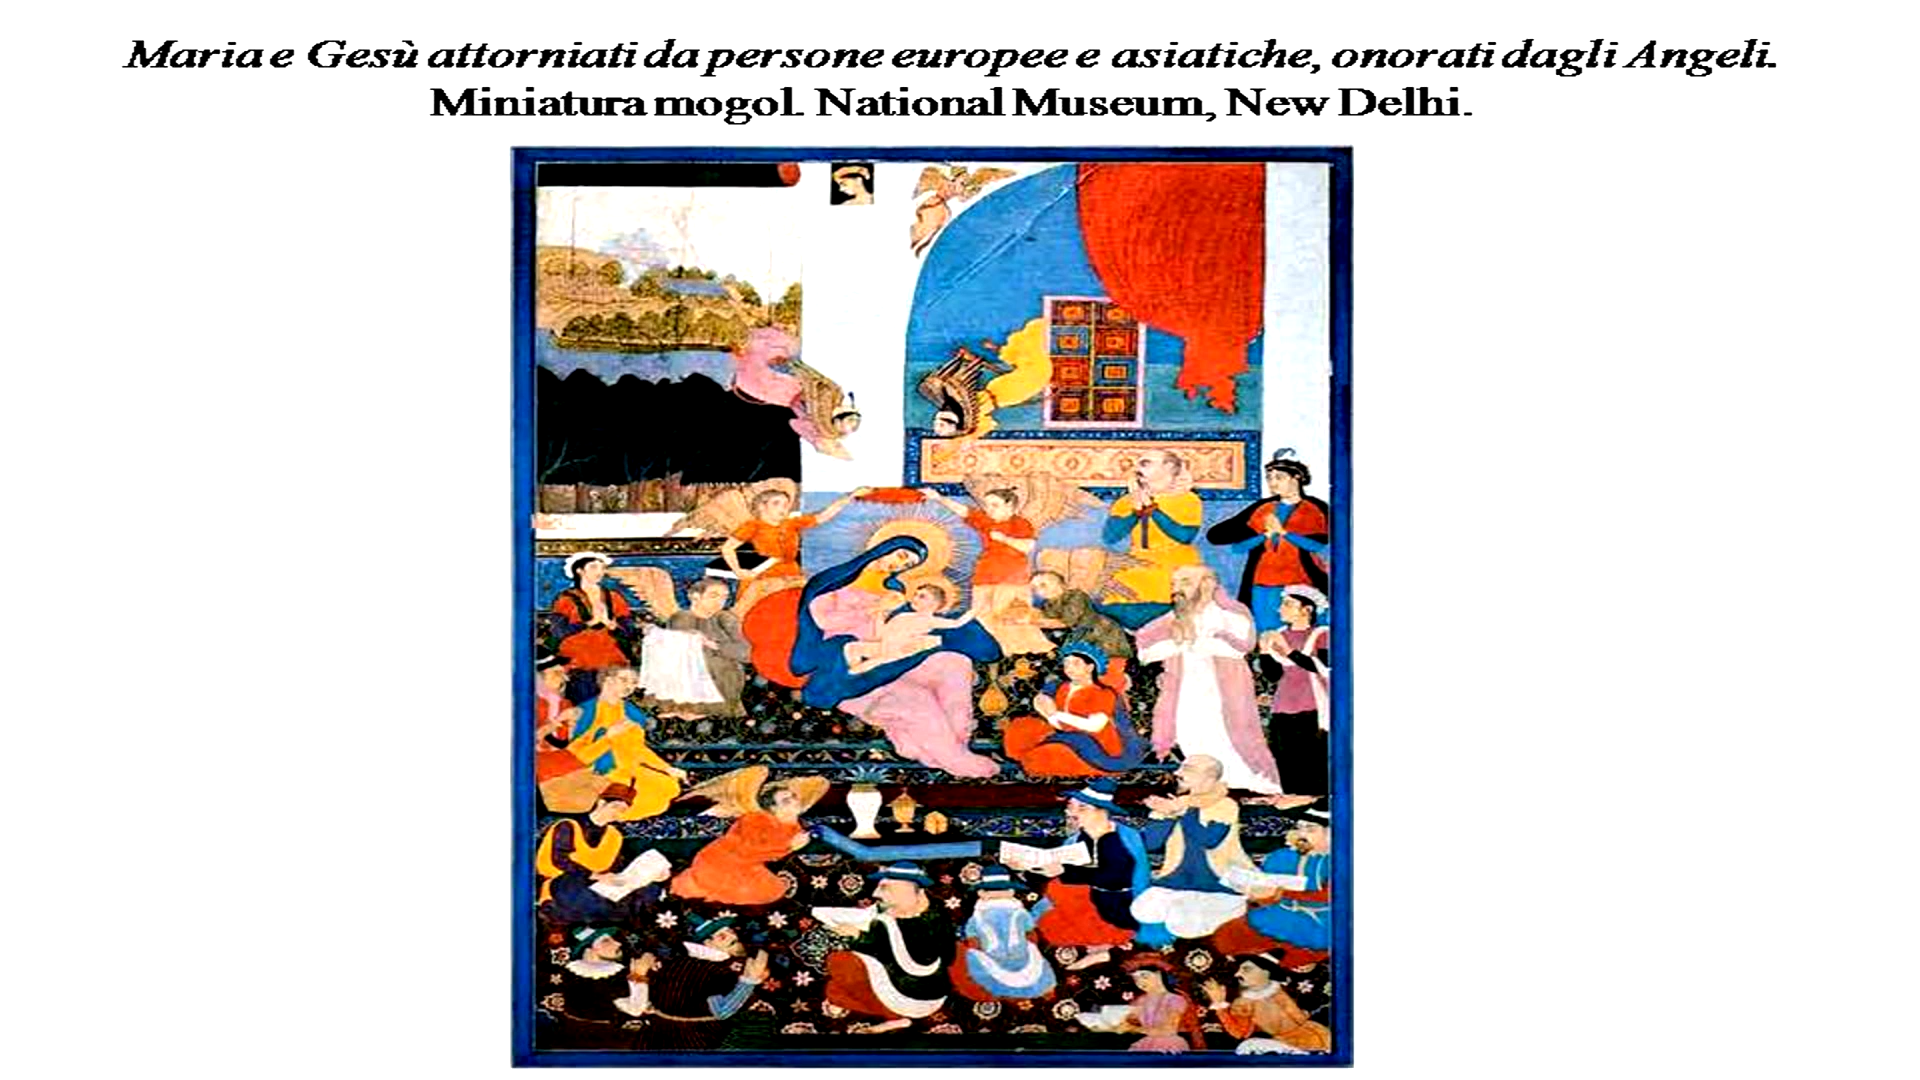 Maria e Gesù attorniati da persone europee e asiatiche, onorati dagli Angeli.
Miniatura mogol. National Museum, New Delhi.